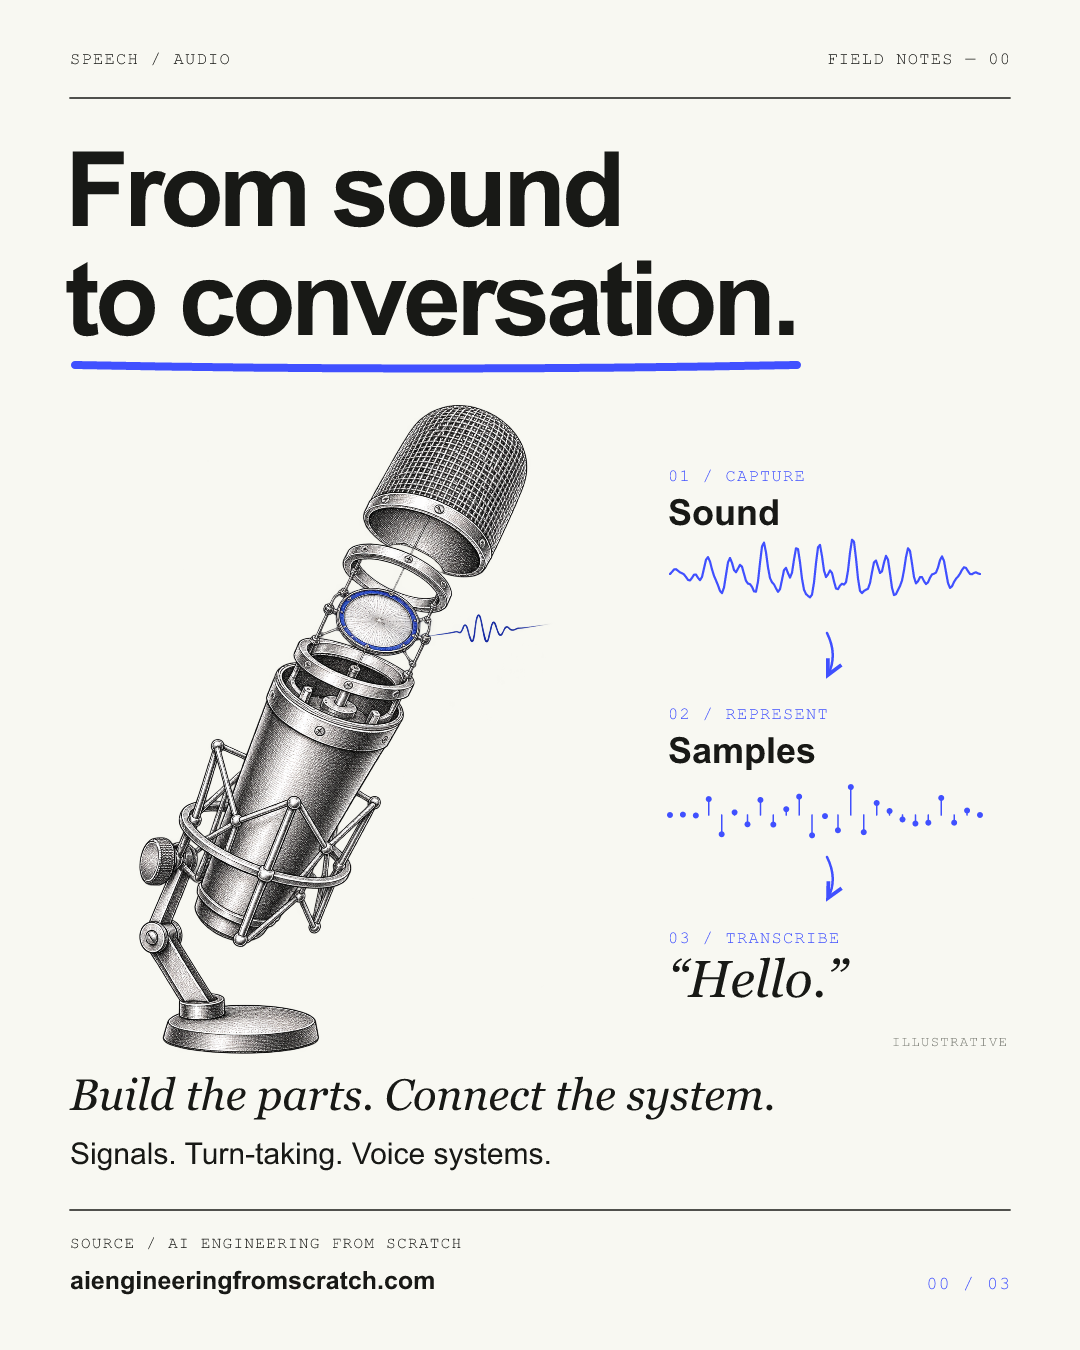 SPEECH / AUDIO
FIELD NOTES — 00
From sound
to conversation.
01 / CAPTURE
Sound
02 / REPRESENT
Samples
03 / TRANSCRIBE
“Hello.”
ILLUSTRATIVE
Build the parts. Connect the system.
Signals. Turn-taking. Voice systems.
SOURCE / AI ENGINEERING FROM SCRATCH
aiengineeringfromscratch.com
00 / 03